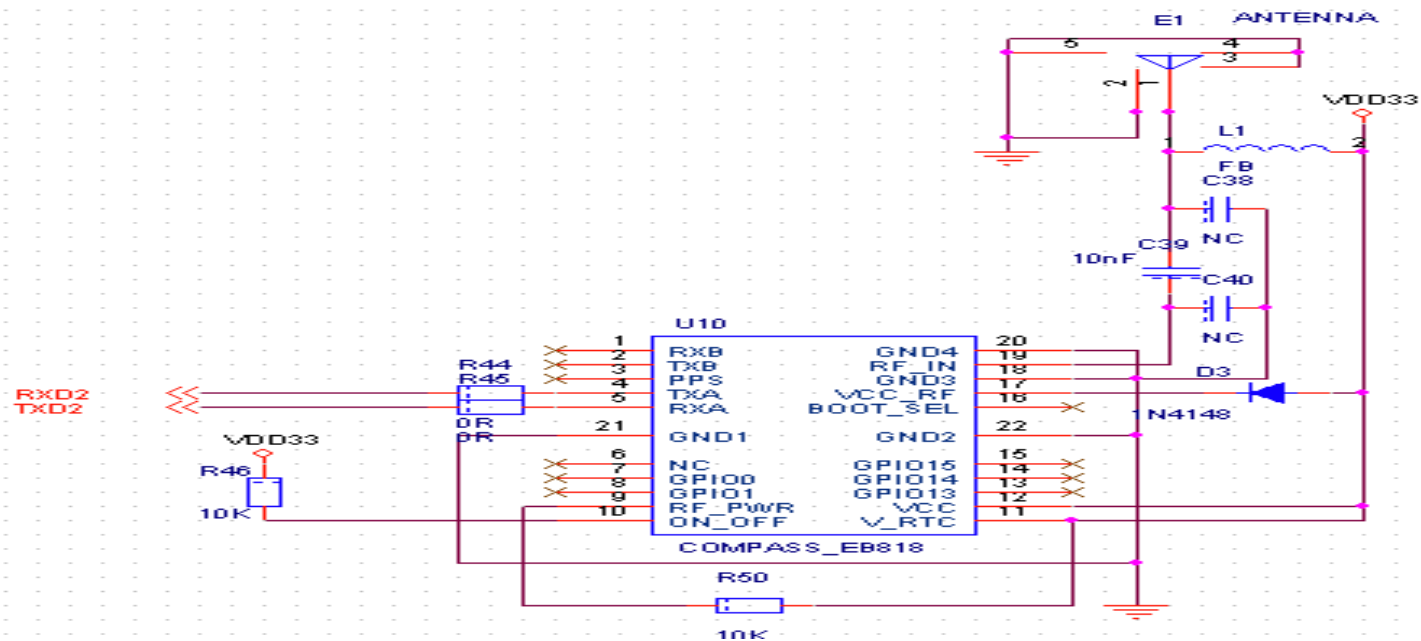 E1 ANTENNA
5 4
3
2 1
VDD33
L1
1 2
FB
C38
NC
C39
10nF
C40
NC
U10
1 RXB GND4 20
2 TXB RF_IN 19
3 PPS GND3 18
4 TXA VCC_RF 17
5 RXA BOOT_SEL 16
21 GND1 GND2 22
6 NC GPIO15 15
7 GPIO0 GPIO14 14
8 GPIO1 GPIO13 13
9 RF_PWR VCC 12
10 ON_OFF V_RTC 11
COMPASS_EB818
R44
R45
0R
0R
RXD2
TXD2
VDD33
R46
10K
D3
1N4148
R50
10K